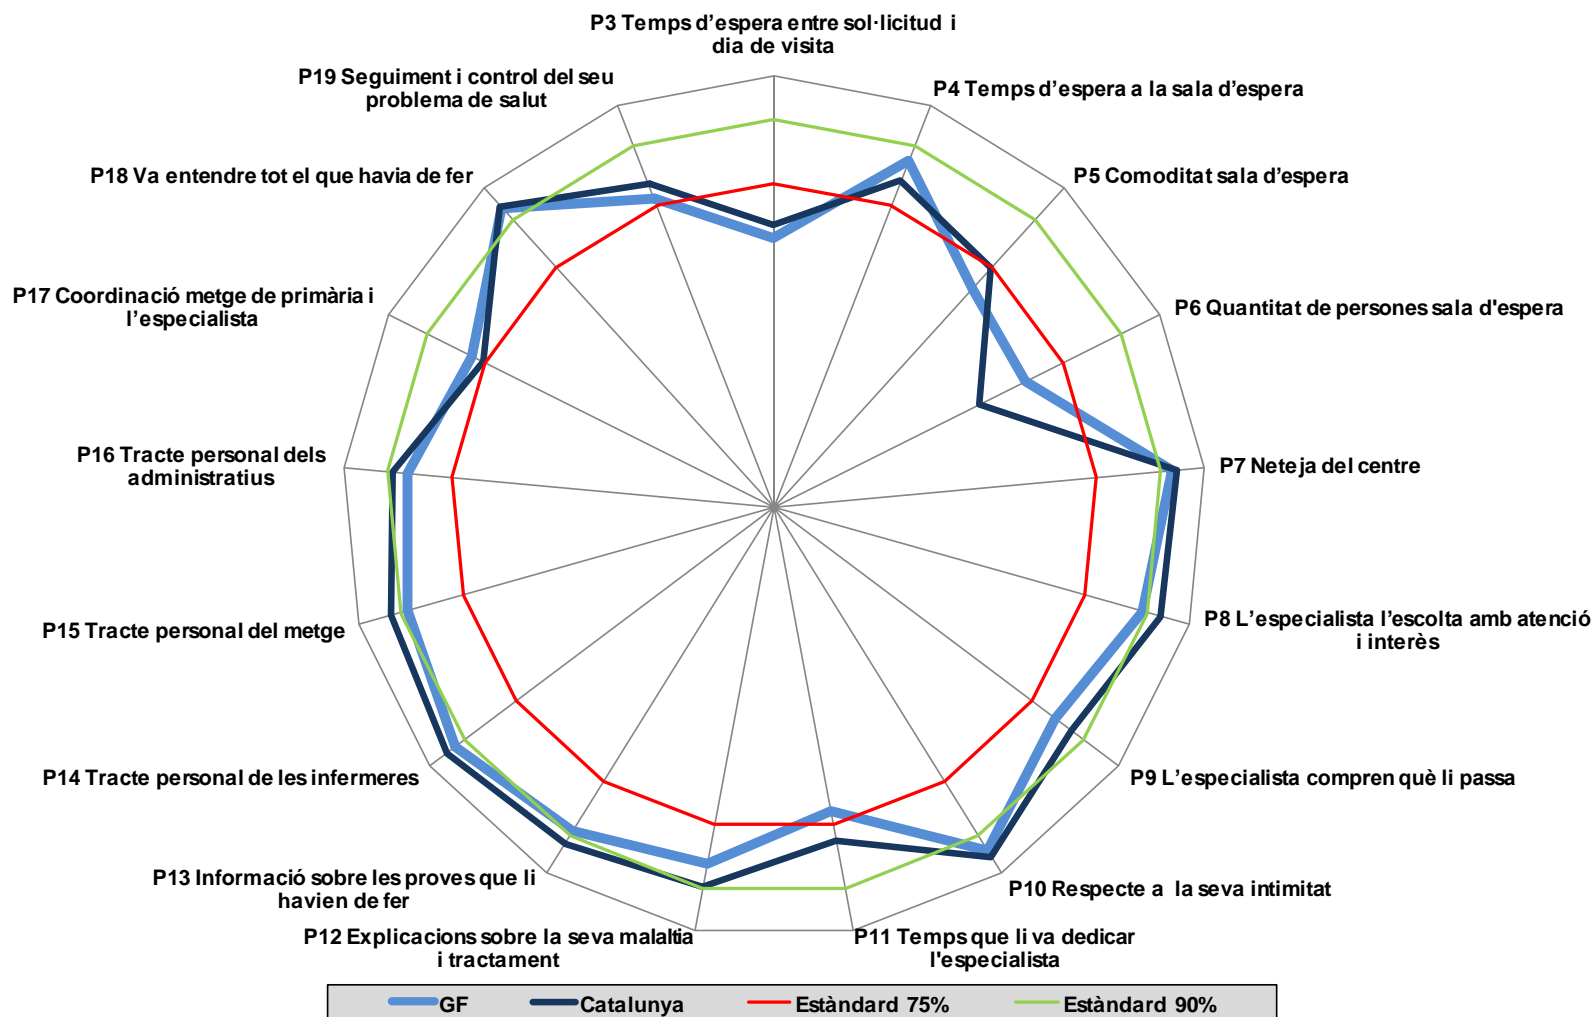 P3 Temps d’espera entre sol·licitud i
dia de visita
P4 Temps d’espera a la sala d’espera
P5 Comoditat sala d’espera
P6 Quantitat de persones sala d'espera
P7 Neteja del centre
P8 L’especialista l’escolta amb atenció
i interès
P9 L’especialista compren què li passa
P10 Respecte a la seva intimitat
P11 Temps que li va dedicar
l'especialista
P12 Explicacions sobre la seva malaltia
i tractament
P13 Informació sobre les proves que li
havien de fer
P14 Tracte personal de les infermeres
P15 Tracte personal del metge
P16 Tracte personal dels
administratius
P17 Coordinació metge de primària i
l’especialista
P18 Va entendre tot el que havia de fer
P19 Seguiment i control del seu
problema de salut
GF Catalunya Estàndard 75% Estàndard 90%